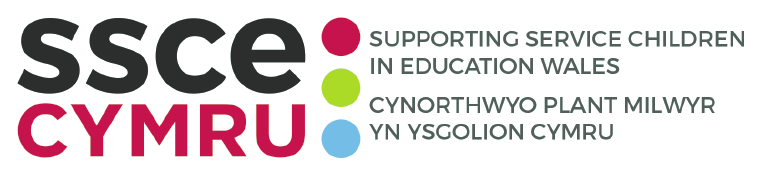 ssce
CYMRU
SUPPORTING SERVICE CHILDREN
IN EDUCATION WALES
CYNORTHWYO PLANT MILWYR
YN YSGOLION CYMRU